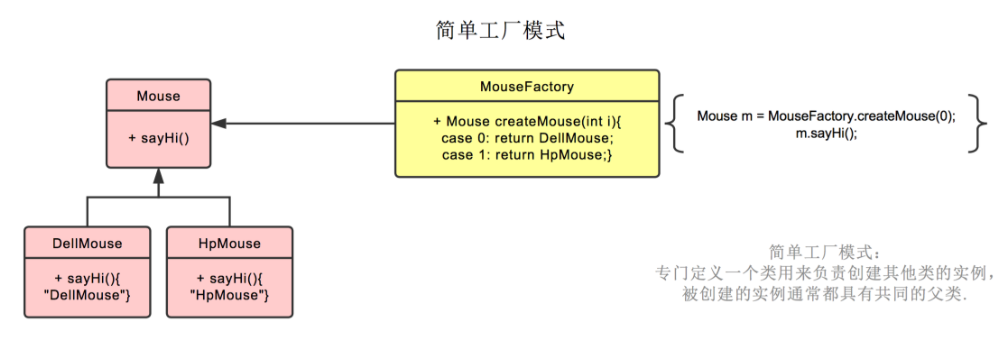 简单工厂模式
Mouse
+ sayHi()
MouseFactory
+ Mouse createMouse(int i){
case 0: return DellMouse;
case 1: return HpMouse;}
Mouse m = MouseFactory.createMouse(0);
m.sayHi();
DellMouse
+ sayHi(){
"DellMouse"}
HpMouse
+ sayHi(){
"HpMouse"}
简单工厂模式：
专门定义一个类用来负责创建其他类的实例，
被创建的实例通常都具有共同的父类.